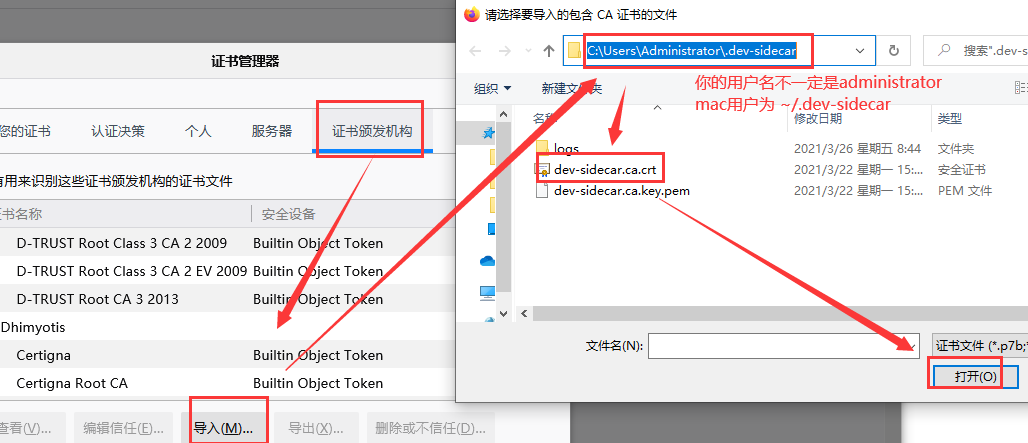 证书管理器
您的证书
认证决策
个人
服务器
证书颁发机构
有用来识别这些证书颁发机构的证书文件
证书名称
安全设备
D-TRUST Root Class 3 CA 2 2009
Builtin Object Token
D-TRUST Root Class 3 CA 2 EV 2009
Builtin Object Token
D-TRUST Root CA 3 2013
Builtin Object Token
Dhimyotis
Certigna
Builtin Object Token
Certigna Root CA
Builtin Object Token
查看(V)...
编辑信任(E)...
导入(M)...
导出(X)...
删除或不信任(D)...
请选择要导入的包含 CA 证书的文件
C:\Users\Administrator\.dev-sidecar
搜索".dev-s
你的用户名不一定是administrator
mac用户为 ~/.dev-sidecar
组织
新建文件夹
名称
修改日期
类型
logs
2021/3/26 星期五 8:44
文件夹
dev-sidecar.ca.crt
2021/3/22 星期一 15:...
安全证书
dev-sidecar.ca.key.pem
2021/3/22 星期一 15:...
PEM 文件
文件名(N):
证书文件 (*.p7b;*
打开(O)